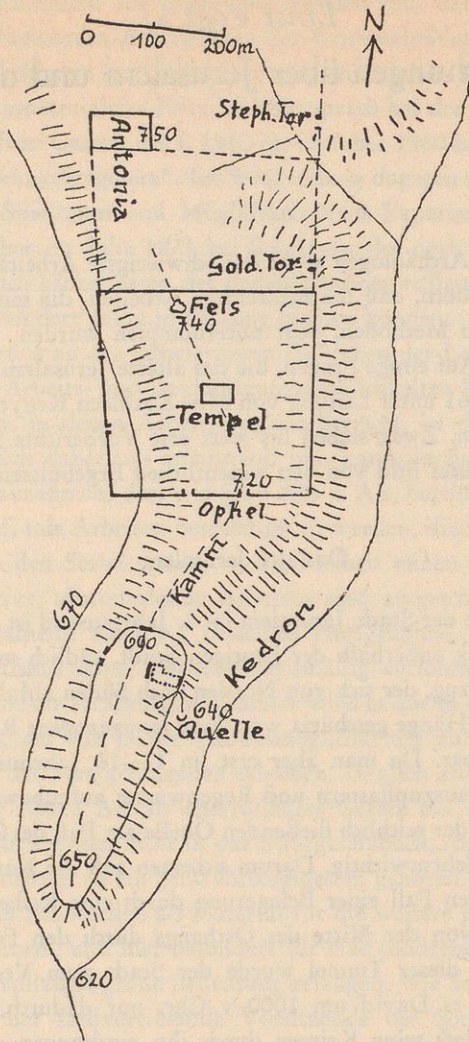 0 100 200m
N
Steph. Tor
Antonia
750
Gold. Tor
Fels
740
Tempel
720
Ophel
Kamm
670
Kedron
690
640
Quelle
650
620